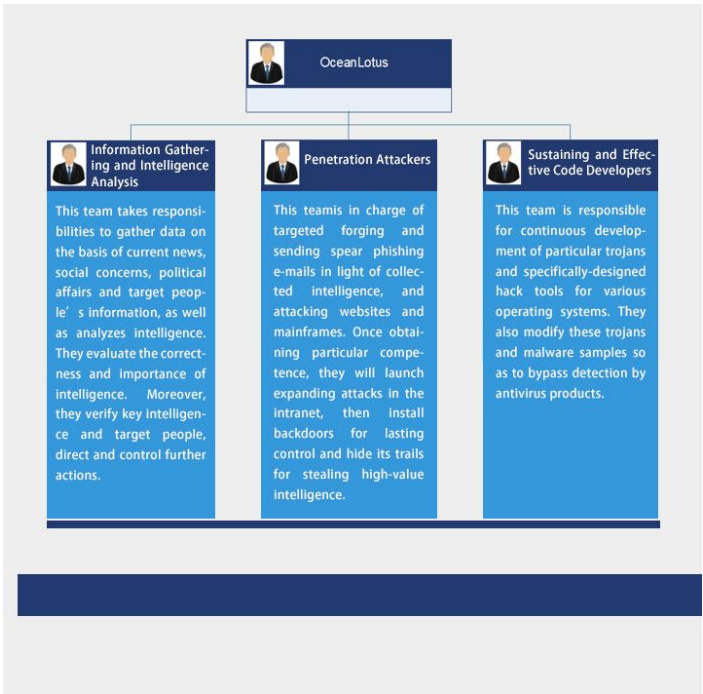 OceanLotus
Information Gather-
ing and Intelligence
Analysis
This team takes responsi-
bilities to gather data on
the basis of current news,
social concerns, political
affairs and target peop-
le’ s information, as well
as analyzes intelligence.
They evaluate the correct-
ness and importance of
intelligence. Moreover,
they verify key intelligen-
ce and target people,
direct and control further
actions.
Penetration Attackers
This teamis in charge of
targeted forging and
sending spear phishing
e-mails in light of collec-
ted intelligence, and
attacking websites and
mainframes. Once obtai-
ning particular compe-
tence, they will launch
expanding attacks in the
intranet, then install
backdoors for lasting
control and hide its trails
for stealing high-value
intelligence.
Sustaining and Effec-
tive Code Developers
This team is responsible
for continuous develop-
ment of particular trojans
and specifically-designed
hack tools for various
operating systems. They
also modify these trojans
and malware samples so
as to bypass detection by
antivirus products.